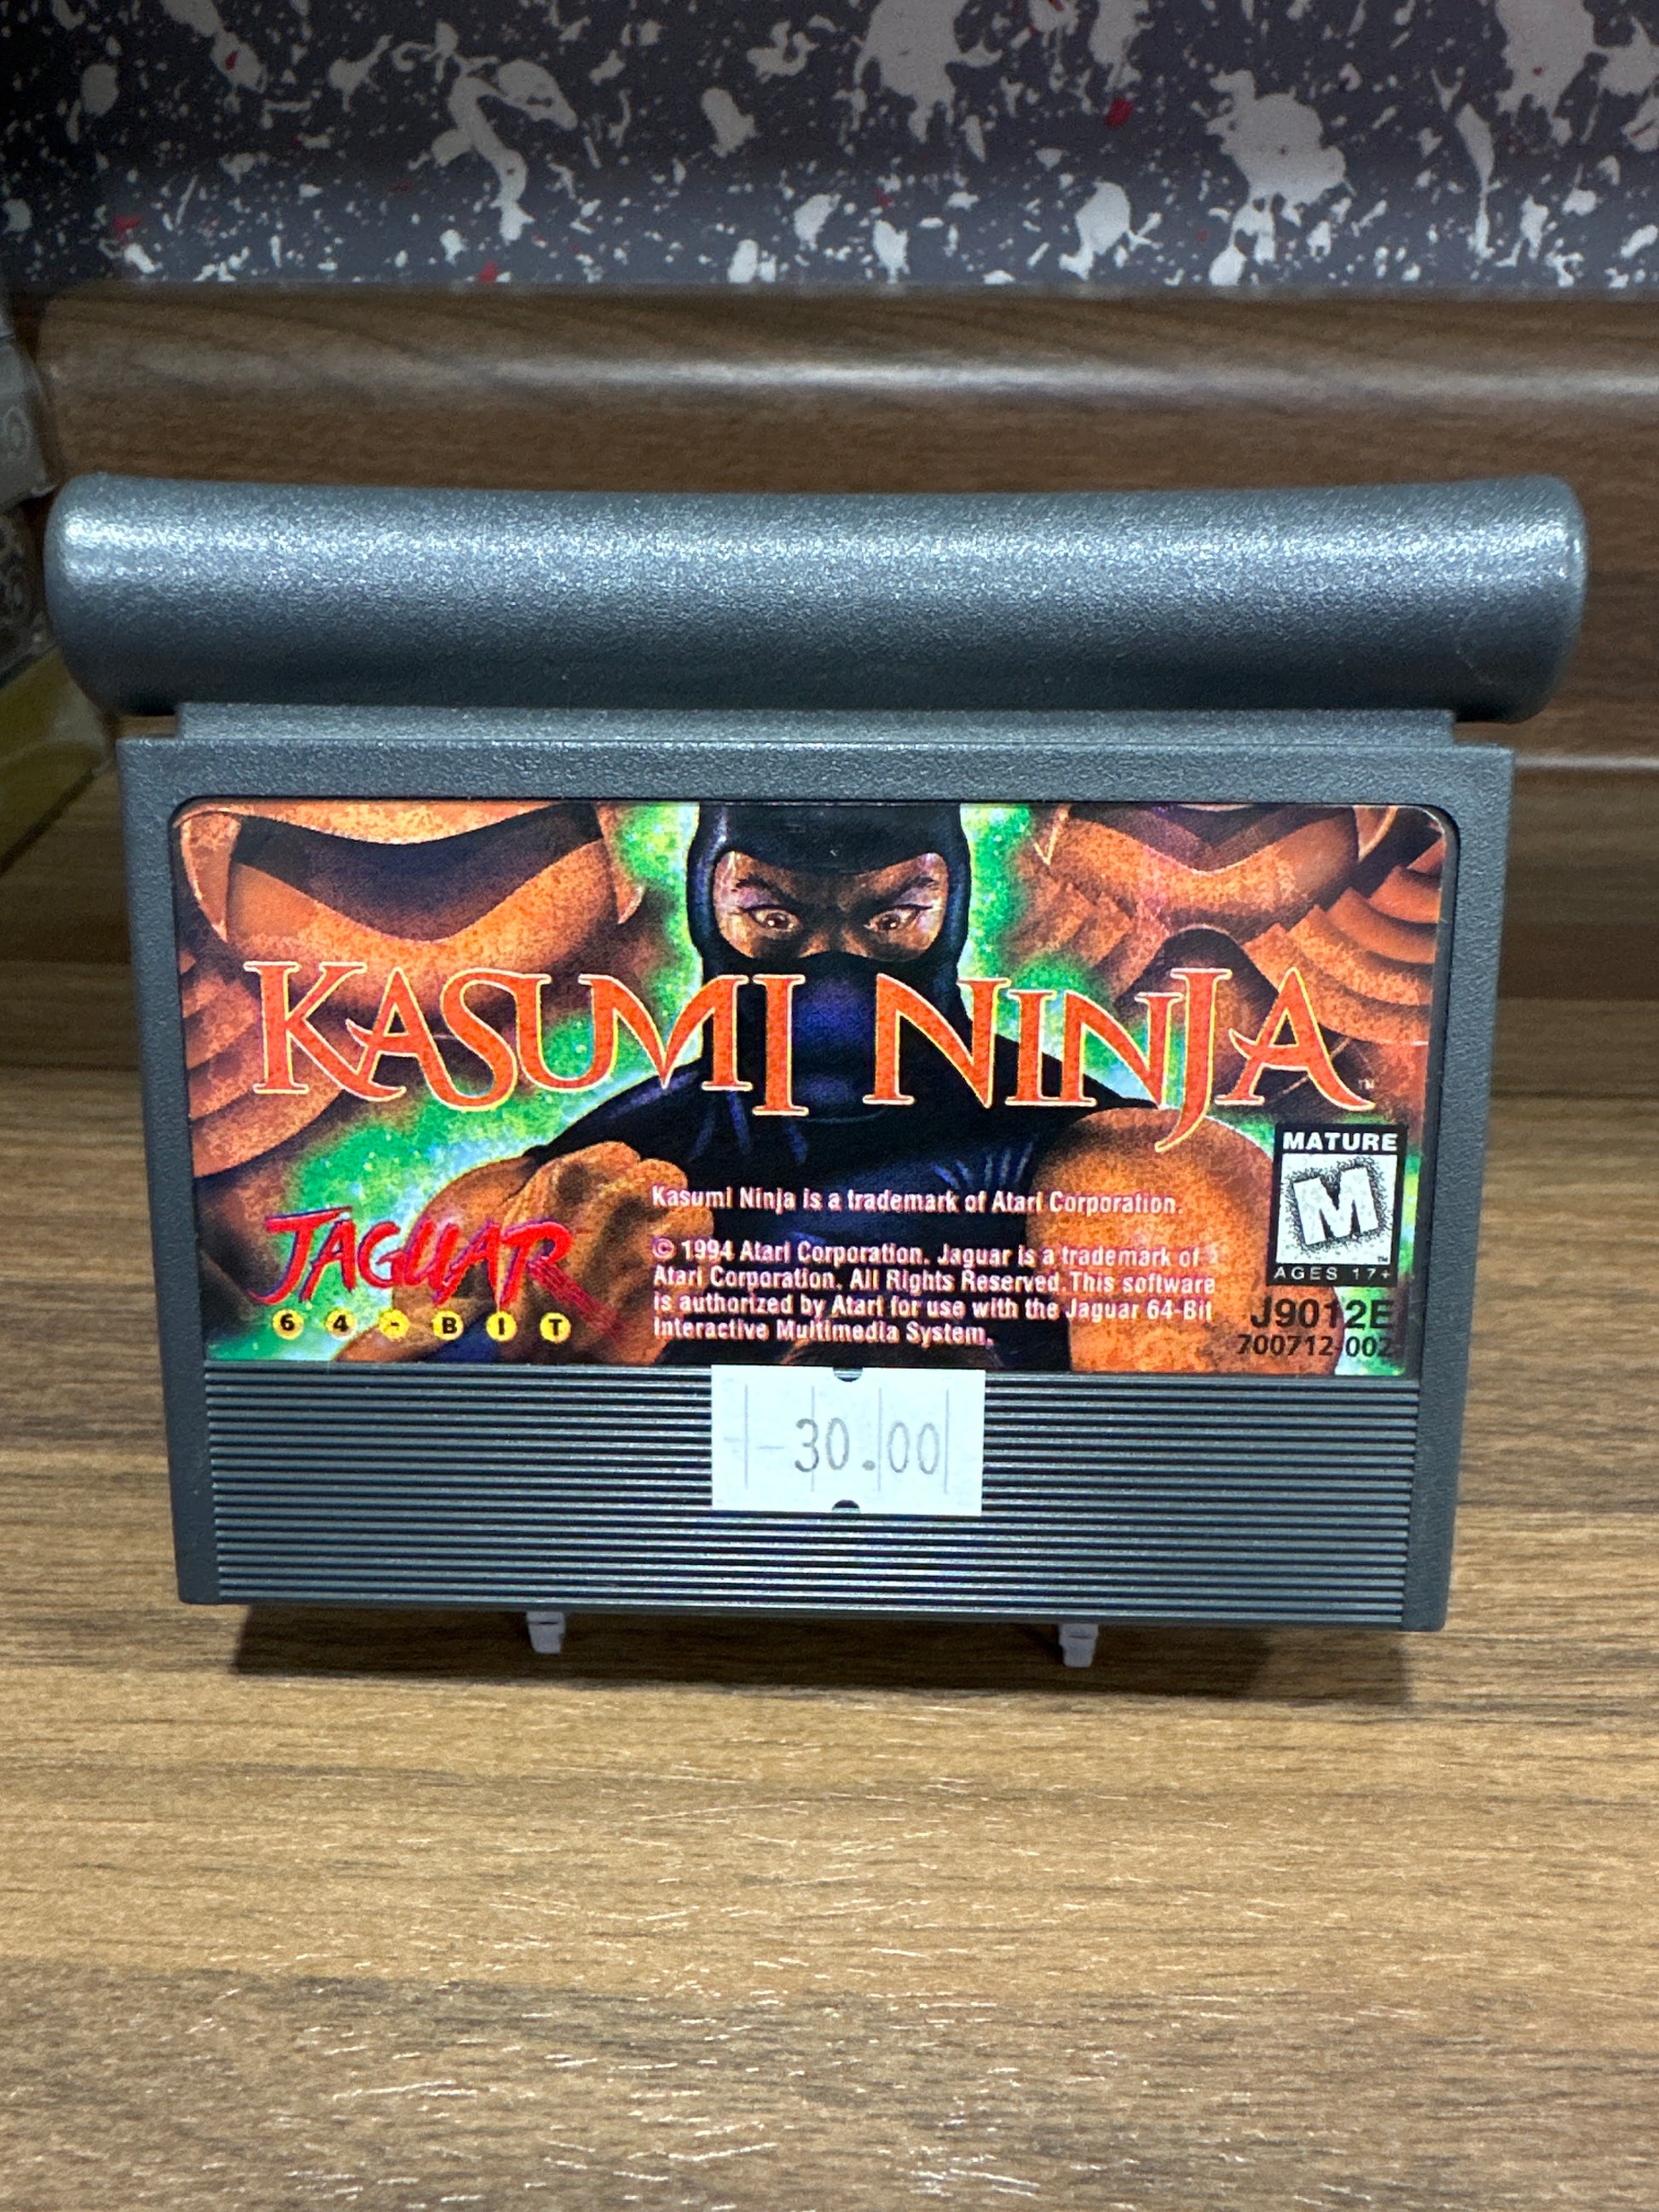 KASUMI NINJA™
MATURE
M
™
AGES 17+
JAGUAR
64-BIT
Kasumi Ninja is a trademark of Atari Corporation.
© 1994 Atari Corporation. Jaguar is a trademark of
Atari Corporation. All Rights Reserved. This software
is authorized by Atari for use with the Jaguar 64-Bit
Interactive Multimedia System.
J9012E
700712-002
30.00